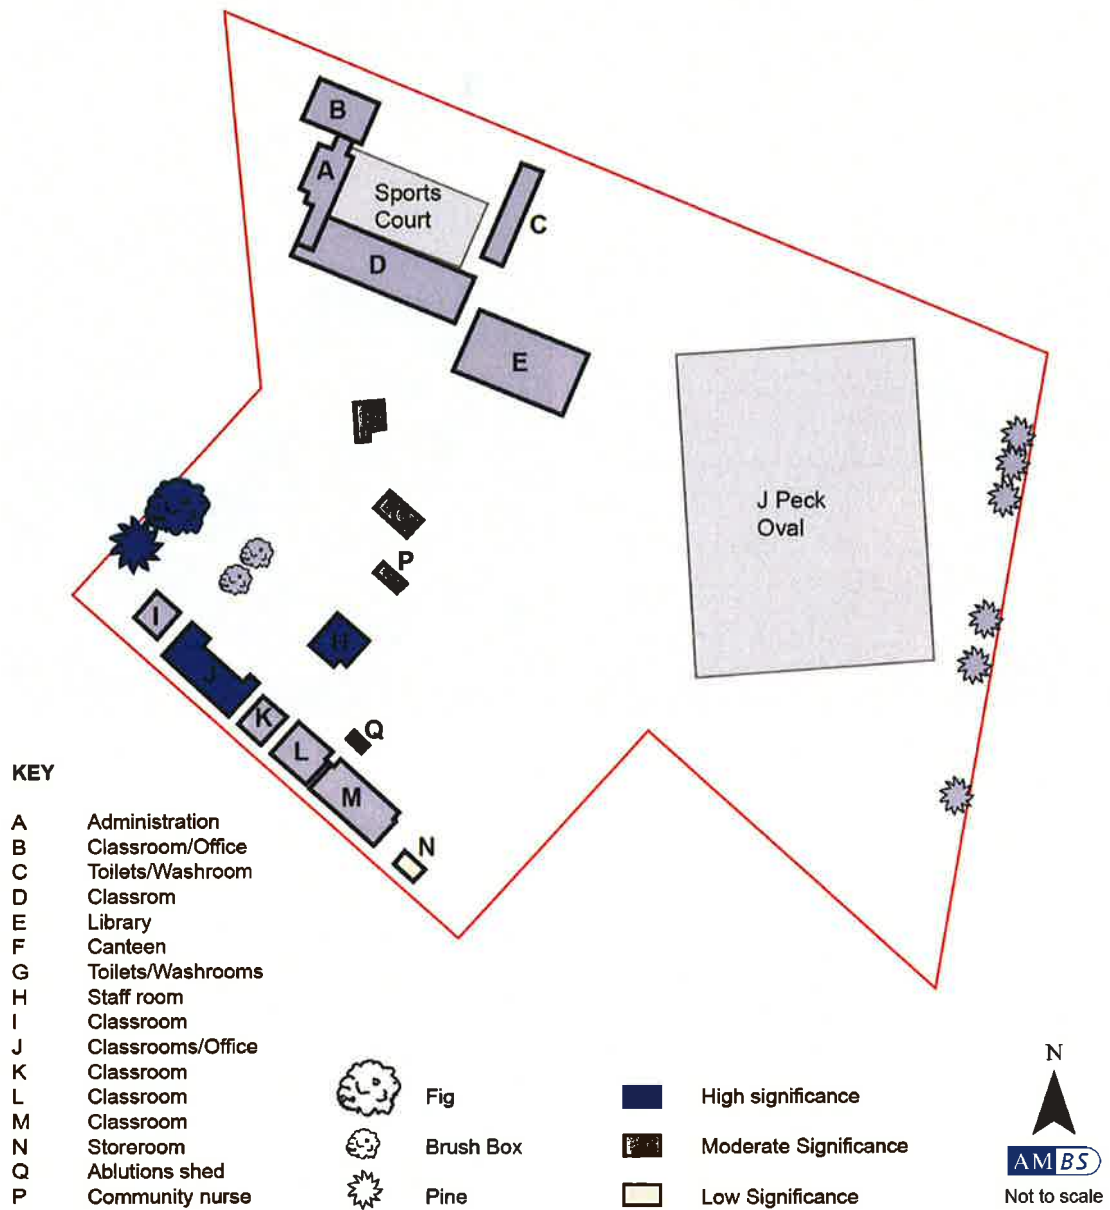 B
A
Sports
Court
C
D
E
J Peck
Oval
P
I
H
J
K
Q
L
M
N
KEY
A Administration
B Classroom/Office
C Toilets/Washroom
D Classrom
E Library
F Canteen
G Toilets/Washrooms
H Staff room
I Classroom
J Classrooms/Office
K Classroom
L Classroom
M Classroom
N Storeroom
Q Ablutions shed
P Community nurse
Fig
Brush Box
Pine
High significance
Moderate Significance
Low Significance
N
AMBS
Not to scale